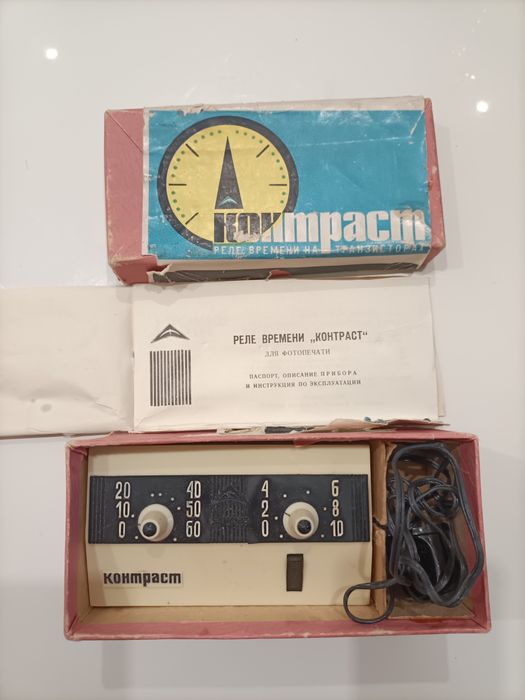 контраст
РЕЛЕ ВРЕМЕНИ НА ТРАНЗИСТОРАХ
РЕЛЕ ВРЕМЕНИ „КОНТРАСТ"
ДЛЯ ФОТОПЕЧАТИ
ПАСПОРТ, ОПИСАНИЕ ПРИБОРА
И ИНСТРУКЦИЯ ПО ЭКСПЛУАТАЦИИ
20 40 4 6
10 50 2 8
0 60 0 10
контраст